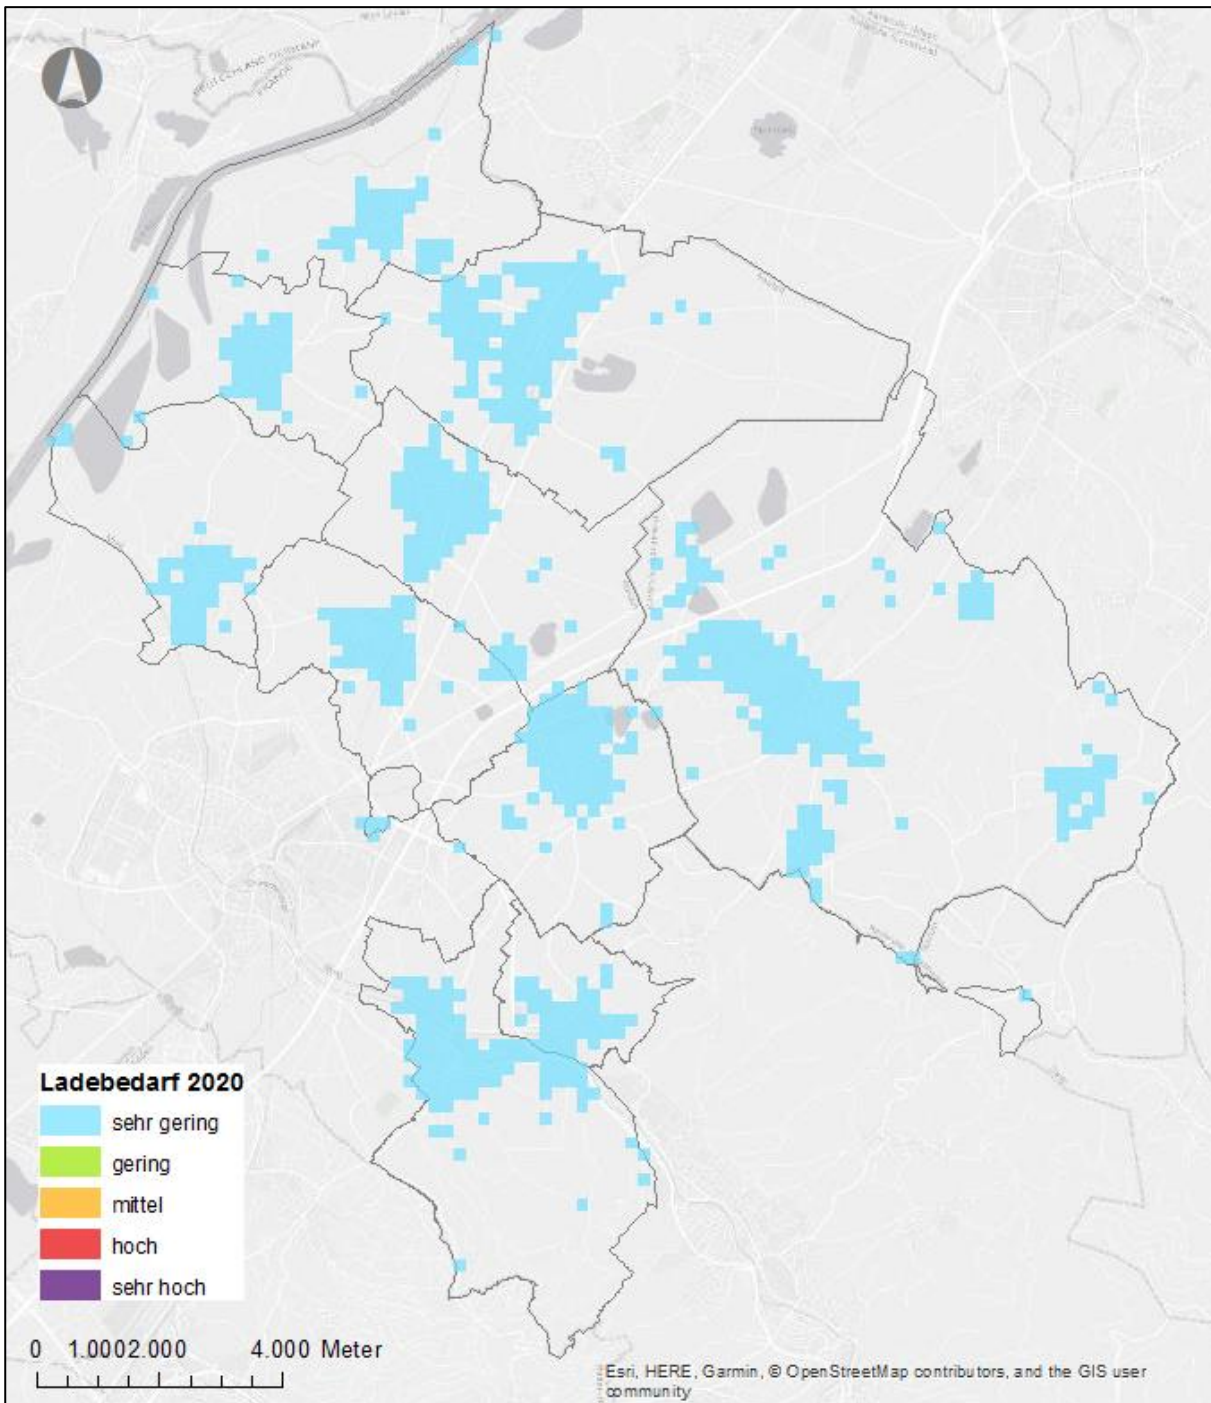 Ladebedarf 2020
sehr gering
gering
mittel
hoch
sehr hoch
0 1.0002.000 4.000 Meter
Esri, HERE, Garmin, © OpenStreetMap contributors, and the GIS user
community